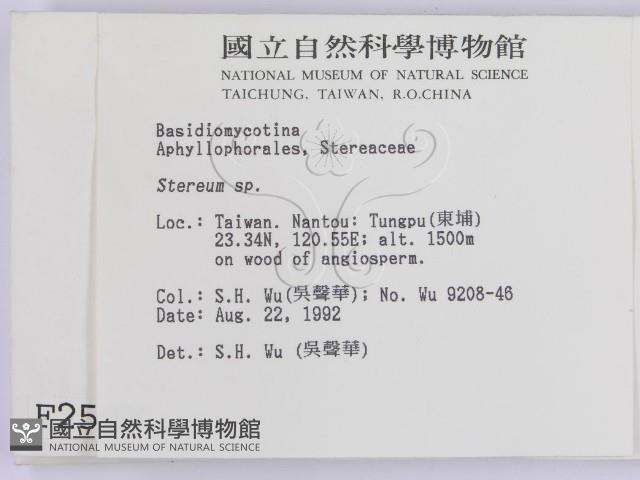 國立自然科學博物館
NATIONAL MUSEUM OF NATURAL SCIENCE
TAICHUNG, TAIWAN, R.O.CHINA
Basidiomycotina
Aphyllophorales, Stereaceae
Stereum sp.
Loc.: Taiwan. Nantou: Tungpu(東埔)
23.34N, 120.55E; alt. 1500m
on wood of angiosperm.
Col.: S.H. Wu(吳聲華); No. Wu 9208-46
Date: Aug. 22, 1992
Det.: S.H. Wu (吳聲華)
F25
國立自然科學博物館
NATIONAL MUSEUM OF NATURAL SCIENCE